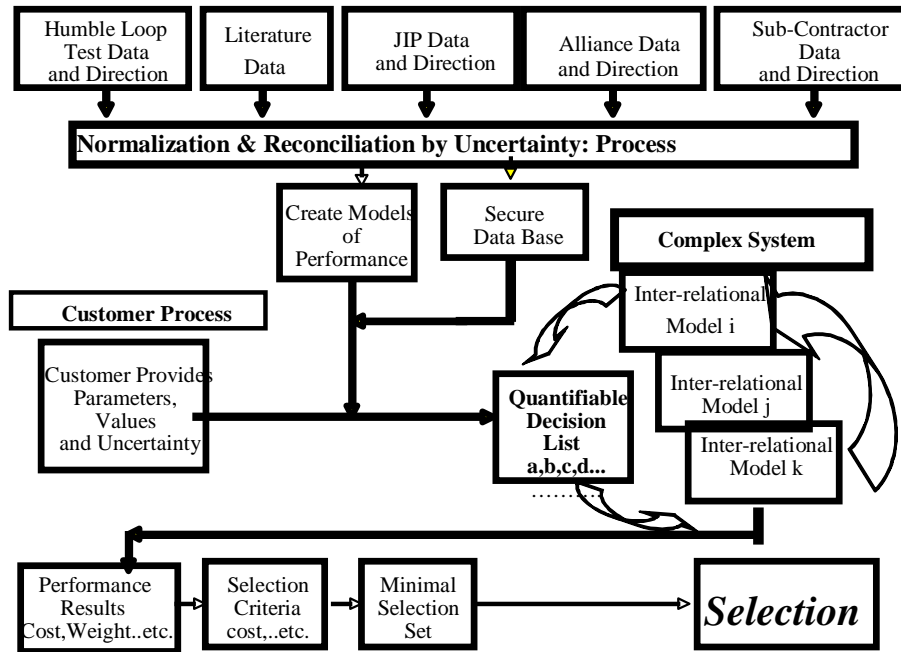 Humble Loop
Test Data
and Direction
Literature
Data
JIP Data
and Direction
Alliance Data
and Direction
Sub-Contractor
Data
and Direction
Normalization & Reconciliation by Uncertainty: Process
Create Models
of
Performance
Secure
Data Base
Complex System
Inter-relational
Model i
Customer Process
Customer Provides
Parameters,
Values
and Uncertainty
Quantifiable
Decision
List
a,b,c,d...
...........
Inter-relational
Model j
Inter-relational
Model k
Performance
Results
Cost,Weight..etc.
Selection
Criteria
cost,..etc.
Minimal
Selection
Set
Selection